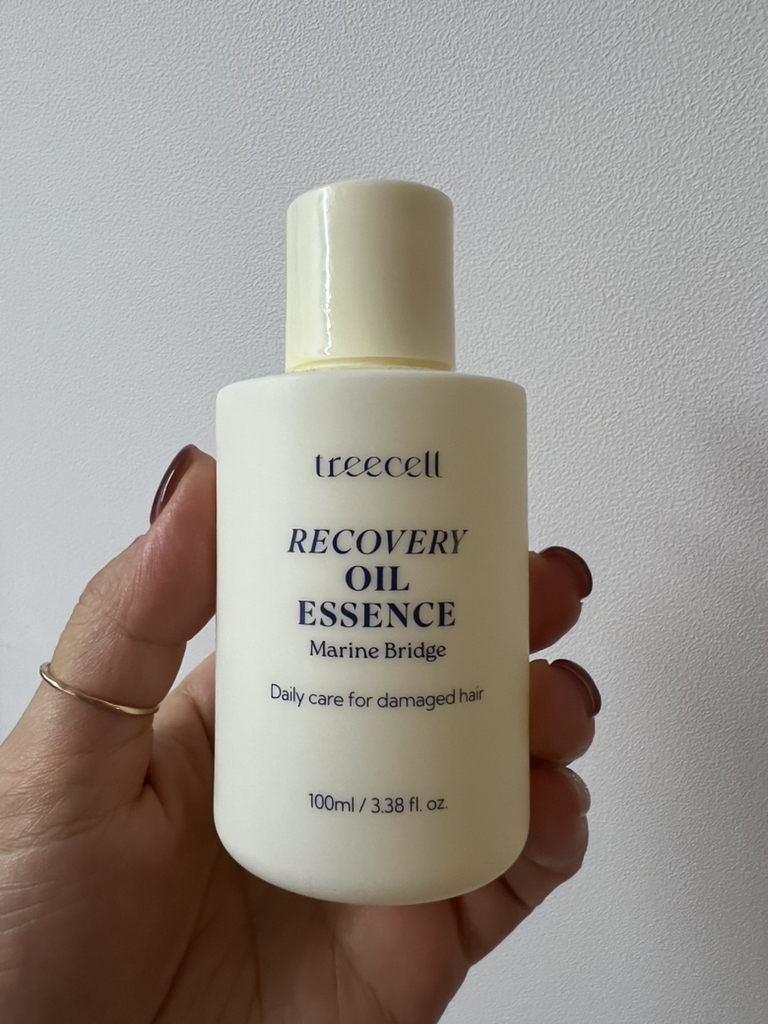 treecell
RECOVERY
OIL
ESSENCE
Marine Bridge
Daily care for damaged hair
100ml / 3.38 fl. oz.